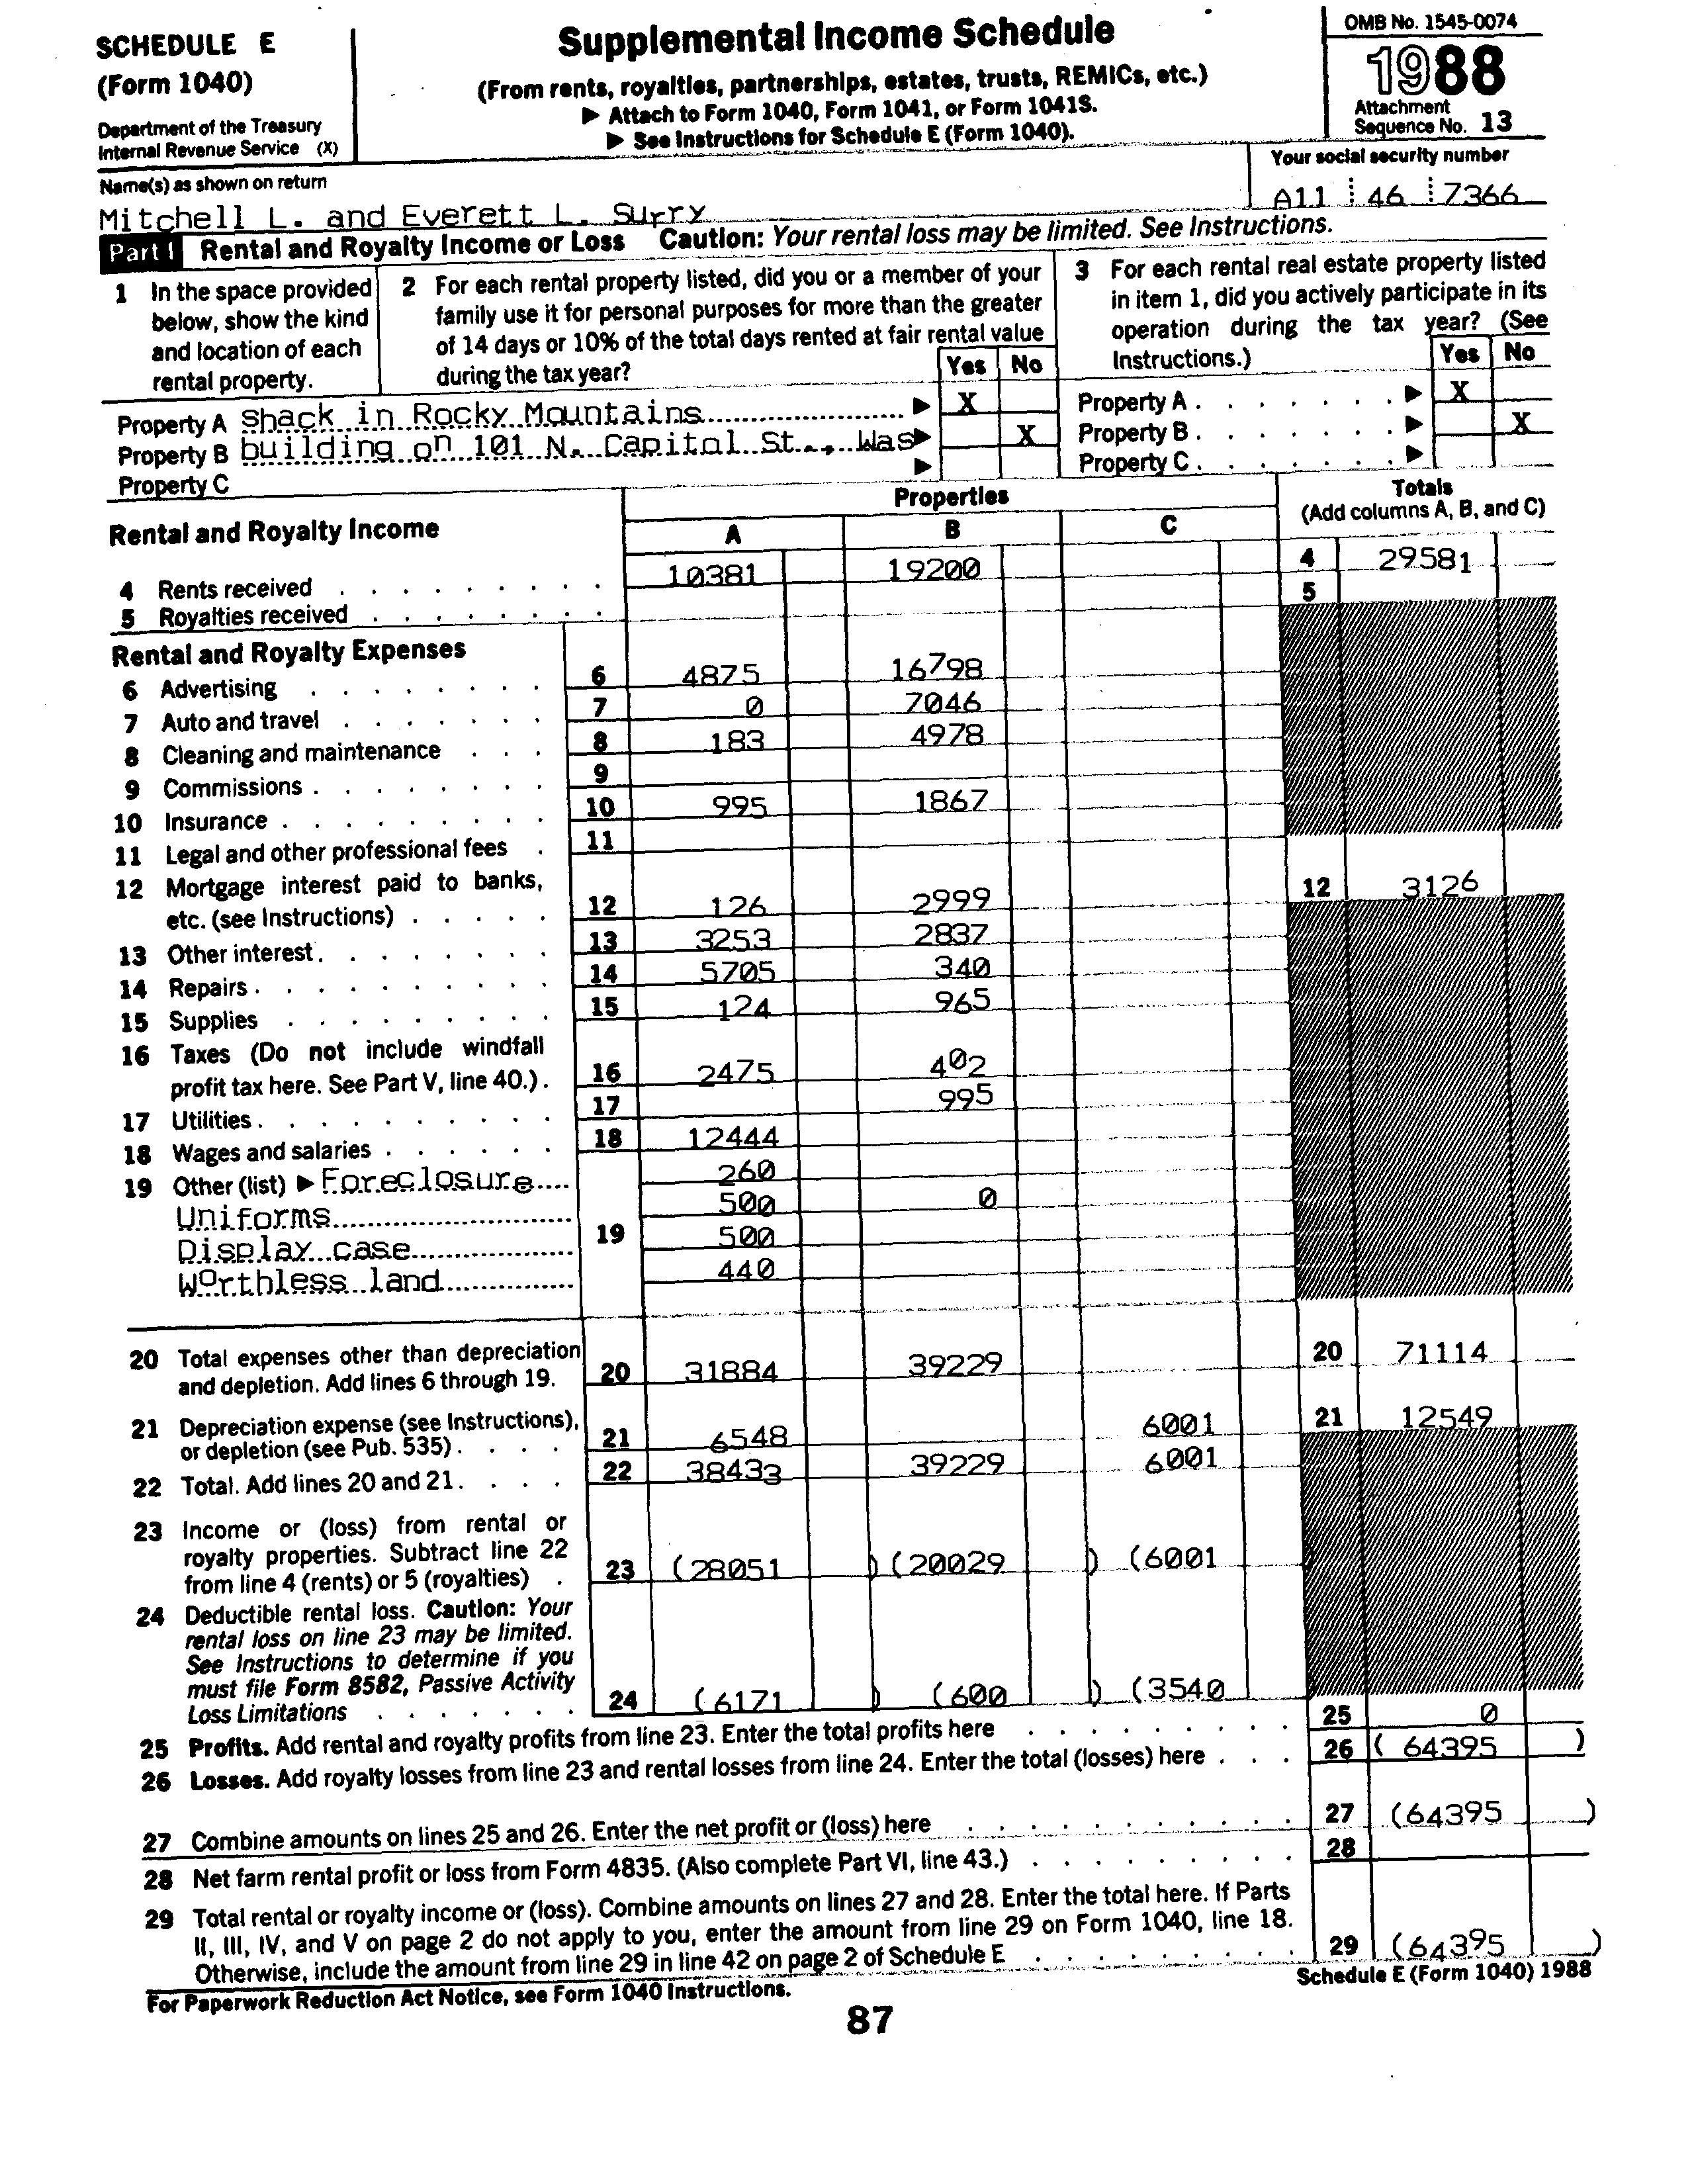 SCHEDULE E
(Form 1040)
Department of the Treasury
Internal Revenue Service (X)
Supplemental Income Schedule
(From rents, royalties, partnerships, estates, trusts, REMICs, etc.)
▶ Attach to Form 1040, Form 1041, or Form 1041S.
▶ See Instructions for Schedule E (Form 1040).
OMB No. 1545-0074
1988
Attachment
Sequence No. 13
Name(s) as shown on return
Your social security number
Mitchell L. and Everett L. Surry
A11 46 7366
Part I Rental and Royalty Income or Loss Caution: Your rental loss may be limited. See Instructions.
1 In the space provided
below, show the kind
and location of each
rental property.
2 For each rental property listed, did you or a member of your
family use it for personal purposes for more than the greater
of 14 days or 10% of the total days rented at fair rental value
during the tax year?
Yes No
3 For each rental real estate property listed
in item 1, did you actively participate in its
operation during the tax year? (See
Instructions.)
Yes No
Property A shack in Rocky Mountains ▶ X Property A ▶ X
Property B building on 101 N. Capitol St., Was ▶ X Property B ▶ X
Property C ▶ Property C ▶
Rental and Royalty Income
Properties
A B C
Totals
(Add columns A, B, and C)
4 Rents received 10381 19200 4 29581
5 Royalties received 5
Rental and Royalty Expenses
6 Advertising 6 4875 16798
7 Auto and travel 7 0 7046
8 Cleaning and maintenance 8 183 4978
9 Commissions 9
10 Insurance 10 995 1867
11 Legal and other professional fees 11
12 Mortgage interest paid to banks,
etc. (see Instructions) 12 126 2999 12 3126
13 Other interest 13 3253 2837
14 Repairs 14 5705 340
15 Supplies 15 124 965
16 Taxes (Do not include windfall
profit tax here. See Part V, line 40.) 16 2475 402
17 Utilities 17 995
18 Wages and salaries 18 12444
19 Other (list) ▶ Foreclosure 260
Uniforms 500 0
Display case 19 500
Worthless land 440
20 Total expenses other than depreciation
and depletion. Add lines 6 through 19. 20 31884 39229 20 71114
21 Depreciation expense (see Instructions),
or depletion (see Pub. 535) 21 6548 6001 21 12549
22 Total. Add lines 20 and 21 22 38433 39229 6001
23 Income or (loss) from rental or
royalty properties. Subtract line 22
from line 4 (rents) or 5 (royalties) 23 (28051 ) (20029 ) (6001 )
24 Deductible rental loss. Caution: Your
rental loss on line 23 may be limited.
See Instructions to determine if you
must file Form 8582, Passive Activity
Loss Limitations 24 (6171 ) (600 ) (3540
25 Profits. Add rental and royalty profits from line 23. Enter the total profits here 25 0
26 Losses. Add royalty losses from line 23 and rental losses from line 24. Enter the total (losses) here 26 ( 64395 )
27 Combine amounts on lines 25 and 26. Enter the net profit or (loss) here 27 (64395 )
28 Net farm rental profit or loss from Form 4835. (Also complete Part VI, line 43.) 28
29 Total rental or royalty income or (loss). Combine amounts on lines 27 and 28. Enter the total here. If Parts
II, III, IV, and V on page 2 do not apply to you, enter the amount from line 29 on Form 1040, line 18.
Otherwise, include the amount from line 29 in line 42 on page 2 of Schedule E 29 (64395 )
For Paperwork Reduction Act Notice, see Form 1040 Instructions. Schedule E (Form 1040) 1988
87